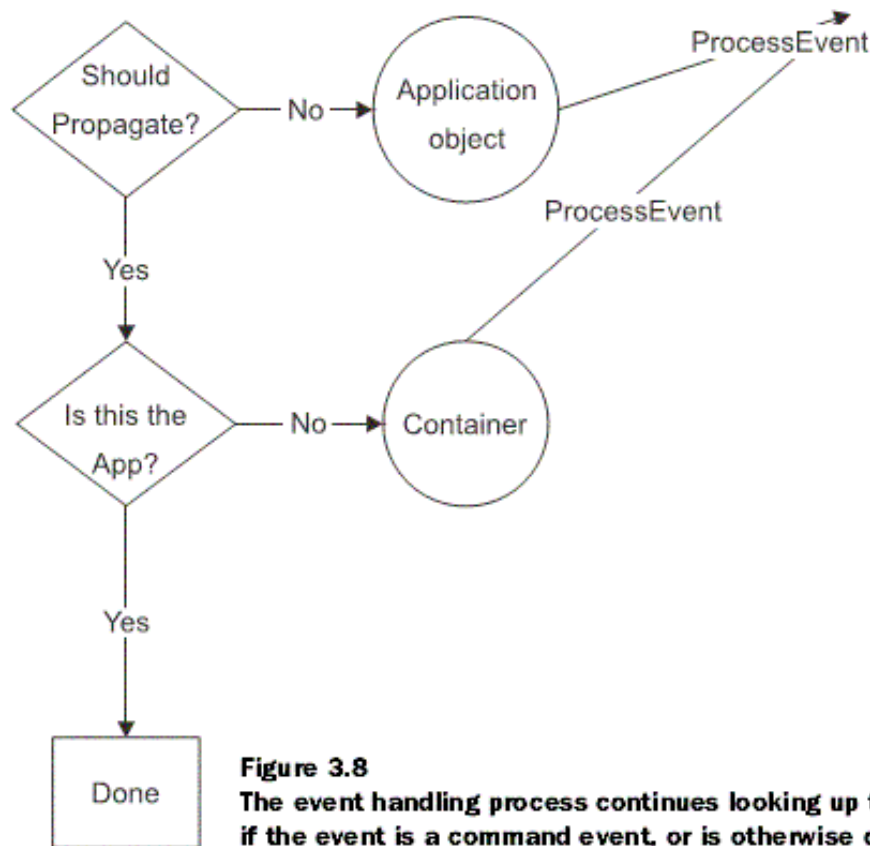 ProcessEvent
Should
Propagate?
No
Application
object
ProcessEvent
Yes
Is this the
App?
No
Container
Yes
Done
Figure 3.8
The event handling process continues looking up
if the event is a command event, or is otherwise